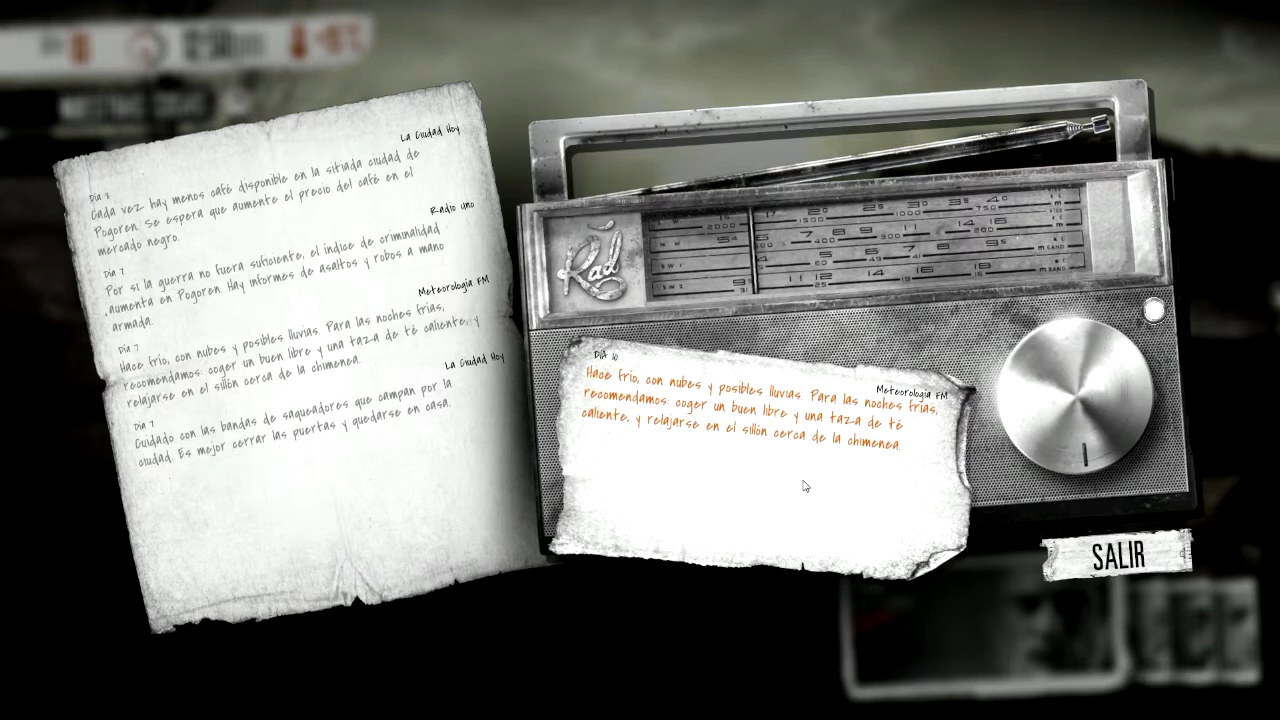 La Ciudad Hoy
Día 8
Cada vez hay menos café disponible en la sitiada ciudad de
Pogoren. Se espera que aumente el precio del café en el
mercado negro.
Radio Uno
Día 7
Por si la guerra no fuera suficiente, el índice de criminalidad
aumenta en Pogoren. Hay informes de asaltos y robos a mano
armada.
Meteorología FM
Día 7
Hace frío, con nubes y posibles lluvias. Para las noches frías,
recomendamos: coger un buen libre y una taza de té caliente, y
relajarse en el sillón cerca de la chimenea.
La Ciudad Hoy
Día 7
Cuidado con las bandas de saqueadores que campan por la
ciudad. Es mejor cerrar las puertas y quedarse en casa.
Rad
DÍA 10
Meteorología FM
Hace frío, con nubes y posibles lluvias. Para las noches frías,
recomendamos: coger un buen libre y una taza de té
caliente, y relajarse en el sillón cerca de la chimenea.
SALIR